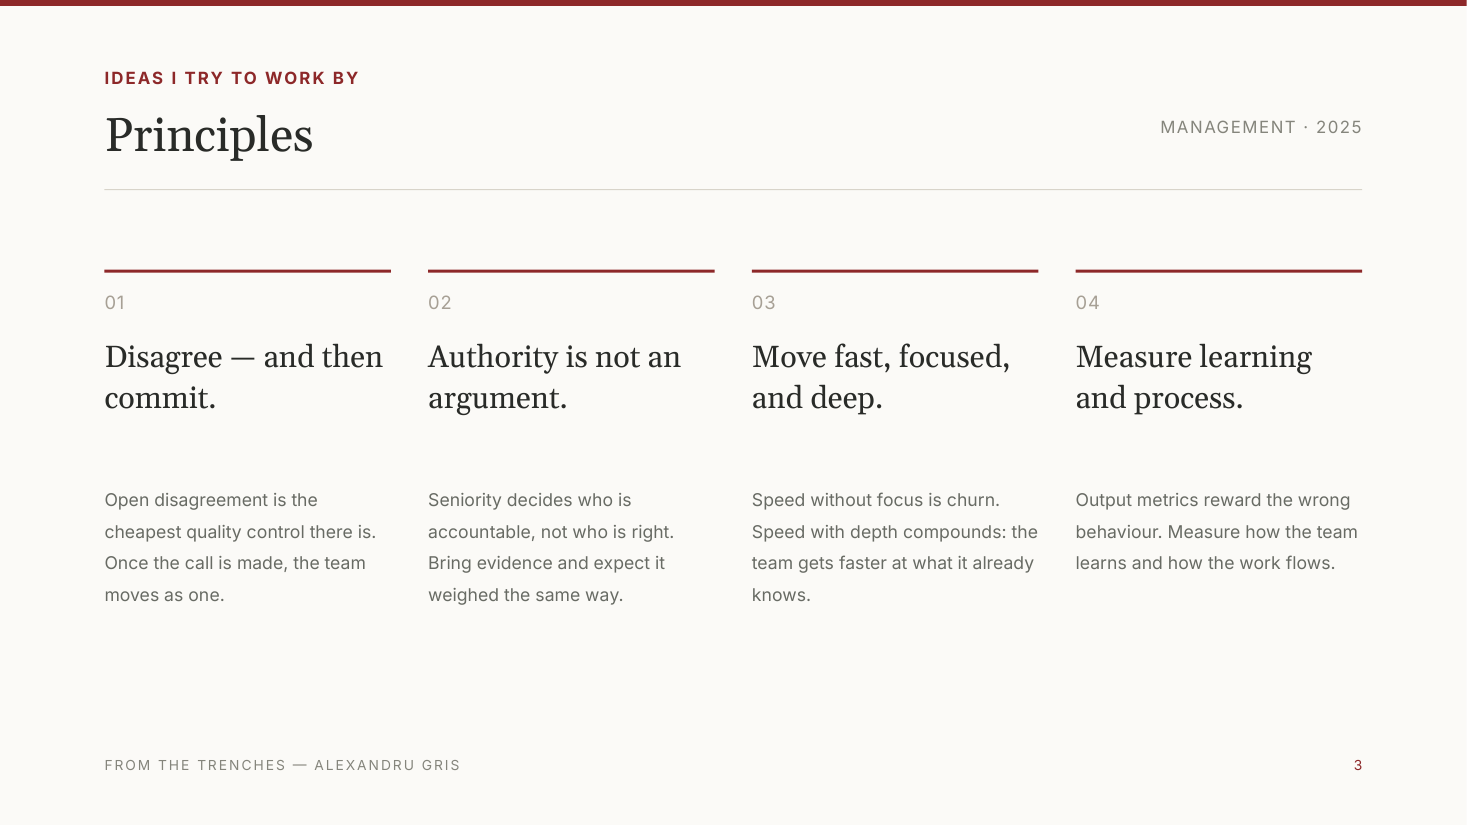 IDEAS I TRY TO WORK BY
Principles
MANAGEMENT · 2025
01
Disagree — and then
commit.
Open disagreement is the
cheapest quality control there is.
Once the call is made, the team
moves as one.
02
Authority is not an
argument.
Seniority decides who is
accountable, not who is right.
Bring evidence and expect it
weighed the same way.
03
Move fast, focused,
and deep.
Speed without focus is churn.
Speed with depth compounds: the
team gets faster at what it already
knows.
04
Measure learning
and process.
Output metrics reward the wrong
behaviour. Measure how the team
learns and how the work flows.
FROM THE TRENCHES — ALEXANDRU GRIS
3